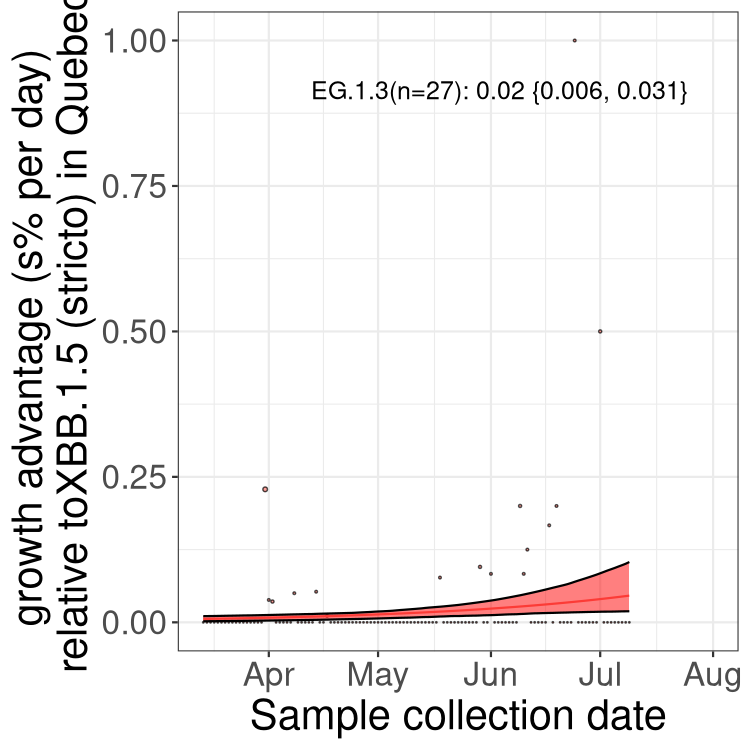 growth advantage (s% per day)
relative toXBB.1.5 (stricto) in Quebec
1.00
0.75
0.50
0.25
0.00
EG.1.3(n=27): 0.02 {0.006, 0.031}
Apr May Jun Jul Aug
Sample collection date